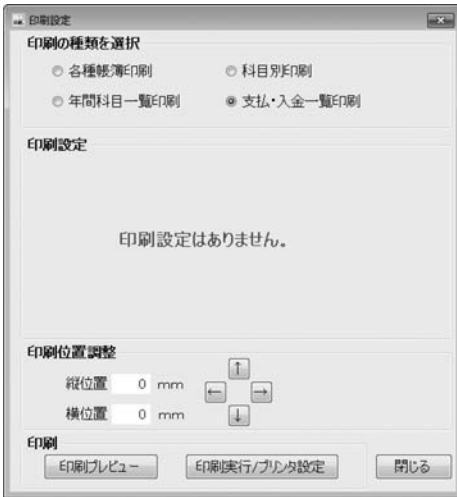 印刷設定
印刷の種類を選択
各種帳簿印刷 科目別印刷
年間科目一覧印刷 支払・入金一覧印刷
印刷設定
印刷設定はありません。
印刷位置調整
縦位置 0 mm
横位置 0 mm
↑
← →
↓
印刷
印刷プレビュー 印刷実行/プリンタ設定 閉じる